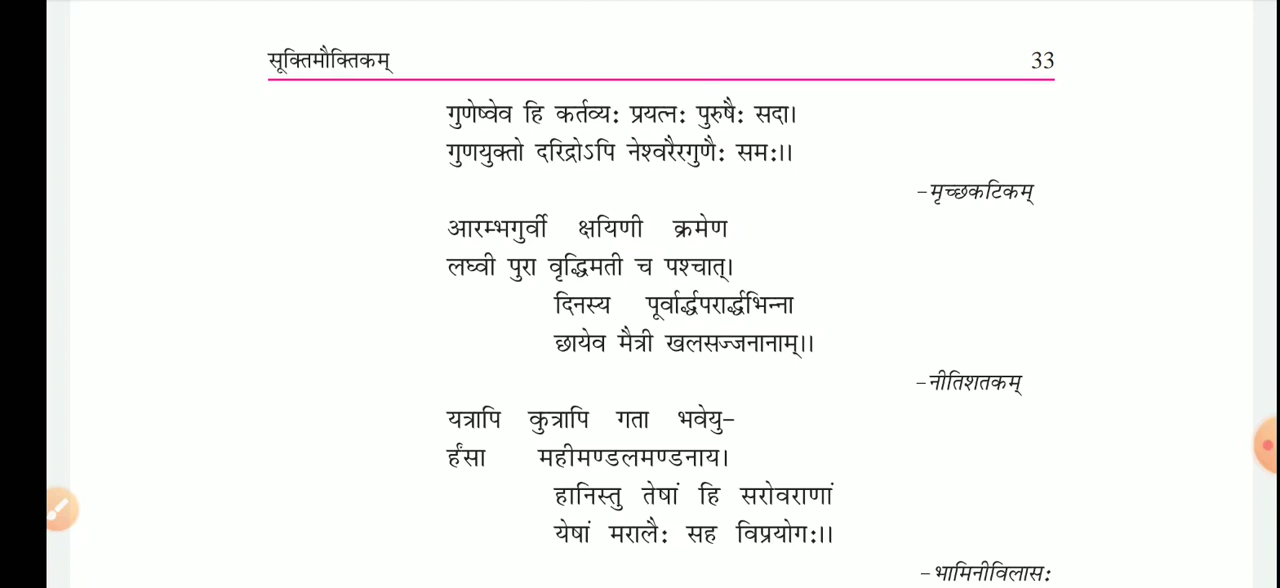 सूक्तिमौक्तिकम्
33
गुणेष्वेव हि कर्तव्यः प्रयत्नः पुरुषैः सदा।
गुणयुक्तो दरिद्रोऽपि नेश्वरैरगुणैः समः।।
-मृच्छकटिकम्
आरम्भगुर्वी क्षयिणी क्रमेण
लघ्वी पुरा वृद्धिमती च पश्चात्।
दिनस्य पूर्वार्द्धपरार्द्धभिन्ना
छायेव मैत्री खलसज्जनानाम्।।
-नीतिशतकम्
यत्रापि कुत्रापि गता भवेयु-
र्हंसा महीमण्डलमण्डनाय।
हानिस्तु तेषां हि सरोवराणां
येषां मरालैः सह विप्रयोगः।।
-भामिनीविलासः